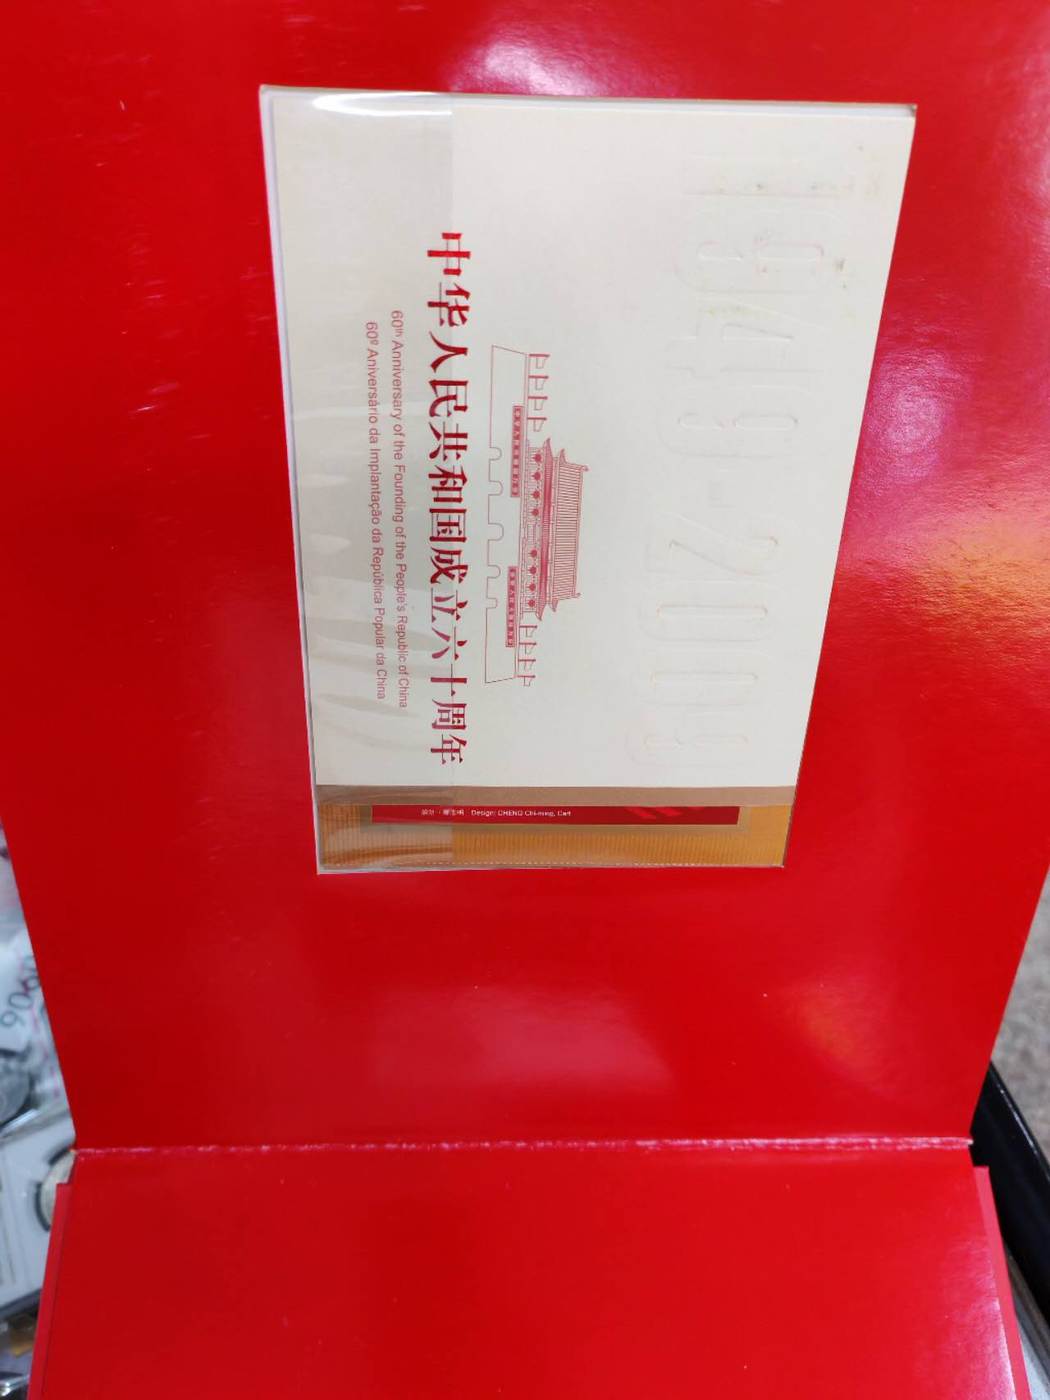 1949-2009
中华人民共和国成立六十周年
60th Anniversary of the Founding of the People's Republic of China
60º Aniversário da Implantação da República Popular da China
Design: CHENG Chi-ming, Carl